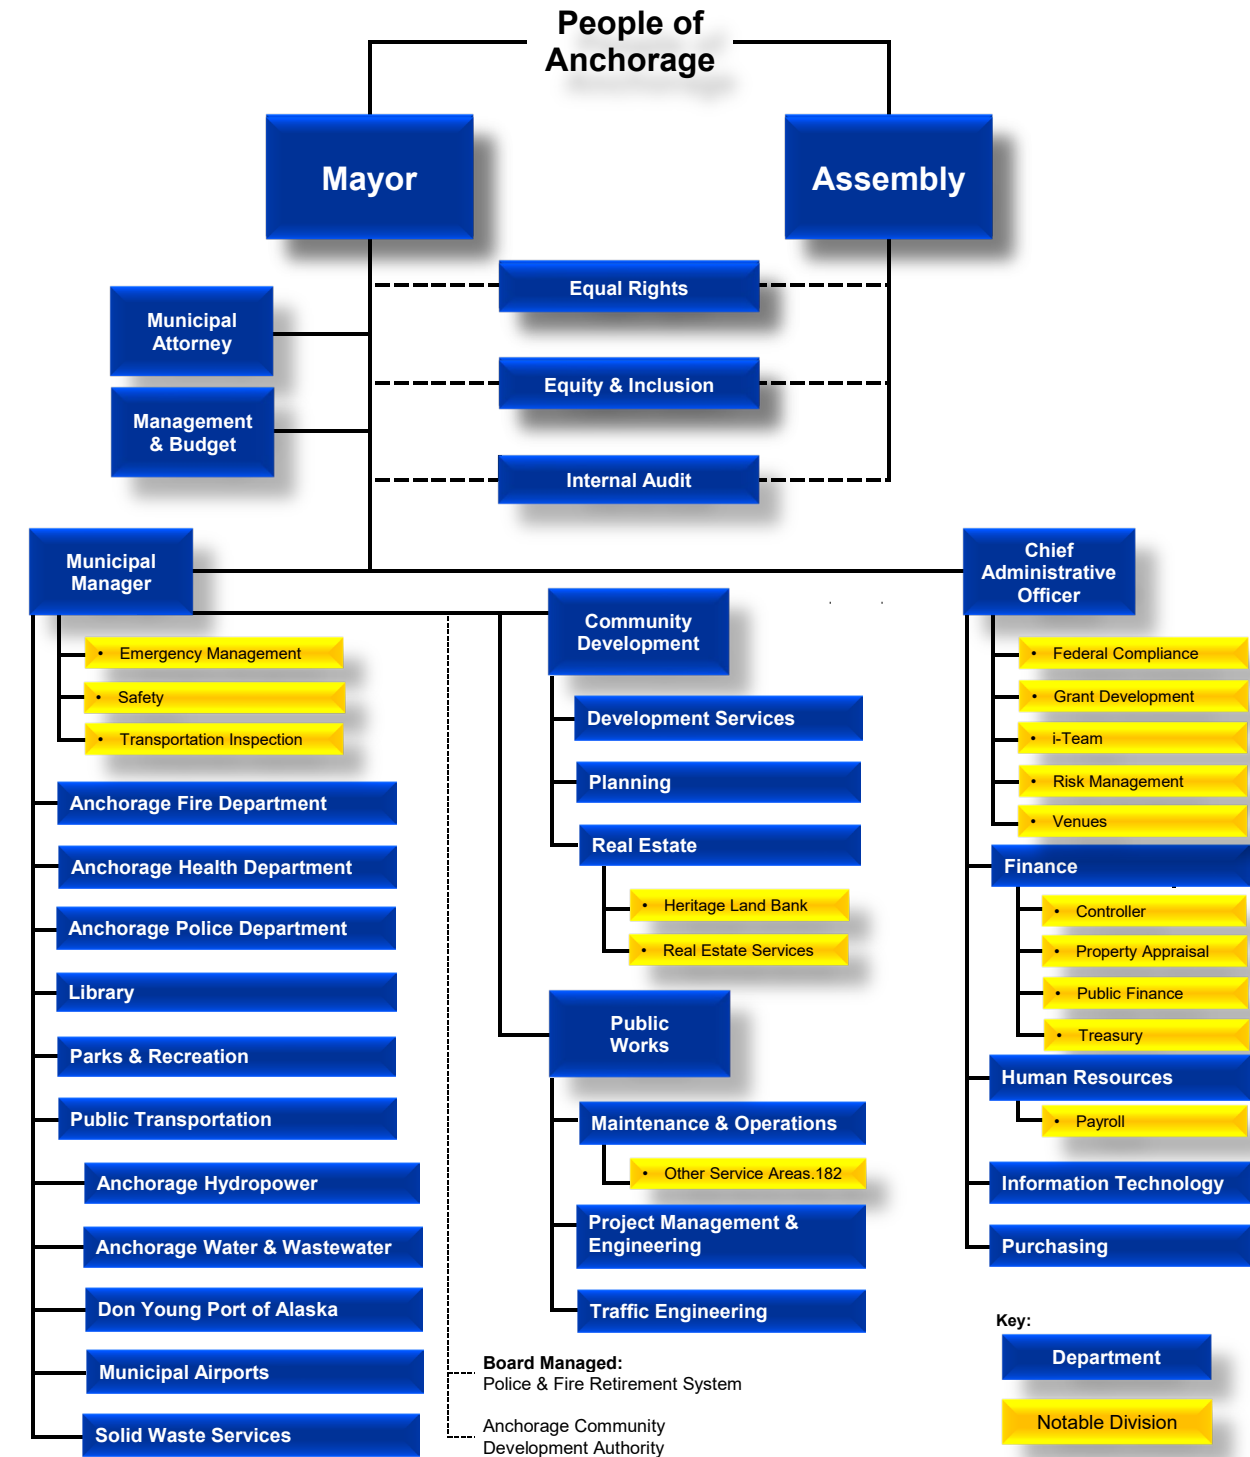 People of
Anchorage
Mayor
Assembly
Equal Rights
Municipal
Attorney
Equity & Inclusion
Management
& Budget
Internal Audit
Municipal
Manager
• Emergency Management
• Safety
• Transportation Inspection
Anchorage Fire Department
Anchorage Health Department
Anchorage Police Department
Library
Parks & Recreation
Public Transportation
Anchorage Hydropower
Anchorage Water & Wastewater
Don Young Port of Alaska
Municipal Airports
Solid Waste Services
Community
Development
Development Services
Planning
Real Estate
• Heritage Land Bank
• Real Estate Services
Public
Works
Maintenance & Operations
• Other Service Areas.182
Project Management &
Engineering
Traffic Engineering
Board Managed:
Police & Fire Retirement System
Anchorage Community
Development Authority
Chief
Administrative
Officer
• Federal Compliance
• Grant Development
• i-Team
• Risk Management
• Venues
Finance
• Controller
• Property Appraisal
• Public Finance
• Treasury
Human Resources
• Payroll
Information Technology
Purchasing
Key:
Department
Notable Division